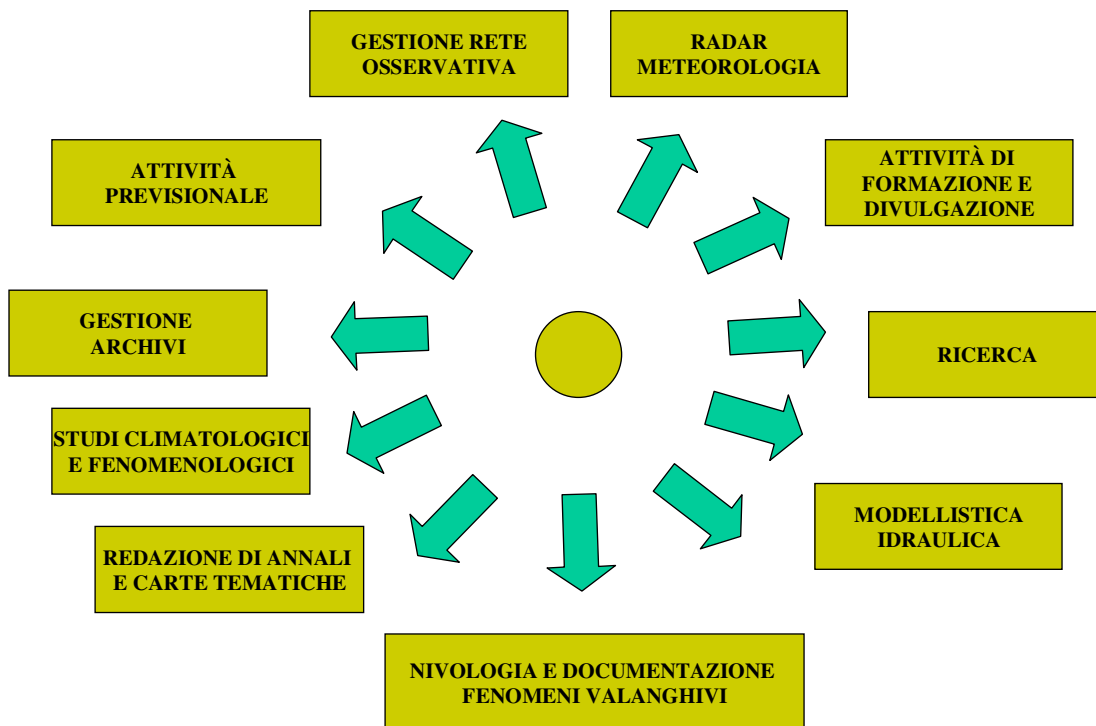 GESTIONE RETE
OSSERVATIVA
RADAR
METEOROLOGIA
ATTIVITÀ
PREVISIONALE
ATTIVITÀ DI
FORMAZIONE E
DIVULGAZIONE
GESTIONE
ARCHIVI
RICERCA
STUDI CLIMATOLOGICI
E FENOMENOLOGICI
MODELLISTICA
IDRAULICA
REDAZIONE DI ANNALI
E CARTE TEMATICHE
NIVOLOGIA E DOCUMENTAZIONE
FENOMENI VALANGHIVI